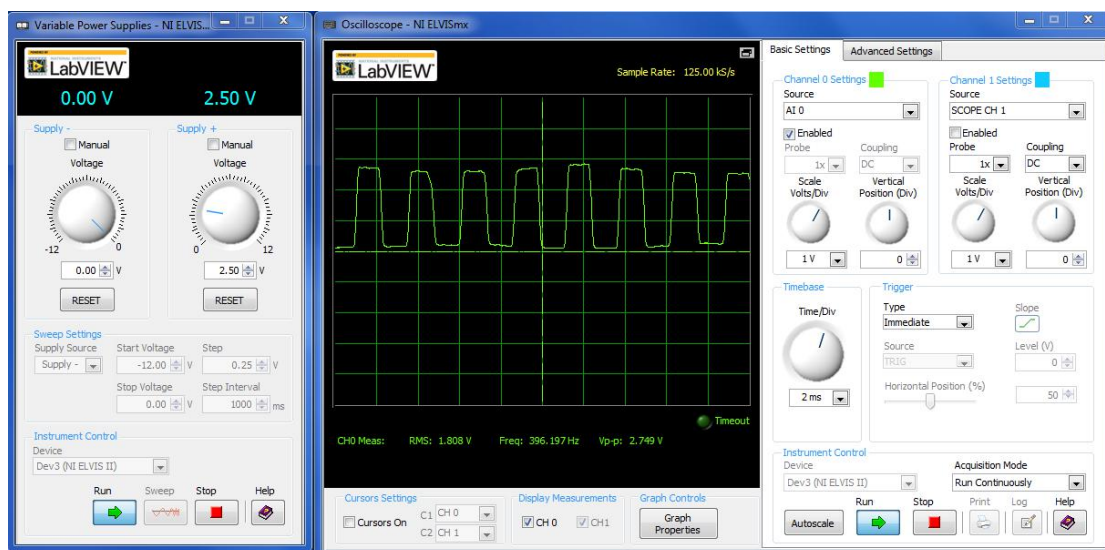 Variable Power Supplies - NI ELVIS...
LabVIEW
0.00 V 2.50 V
Supply - Supply +
Manual Manual
Voltage Voltage
-12 0 0 12
0.00 V 2.50 V
RESET RESET
Sweep Settings
Supply Source Start Voltage Step
Supply - -12.00 V 0.25 V
Stop Voltage Step Interval
0.00 V 1000 ms
Instrument Control
Device
Dev3 (NI ELVIS II)
Run Sweep Stop Help
Oscilloscope - NI ELVISmx
LabVIEW
Sample Rate: 125.00 kS/s
Timeout
CH0 Meas: RMS: 1.808 V Freq: 396.197 Hz Vp-p: 2.749 V
Cursors Settings
Cursors On
C1 CH 0
C2 CH 1
Display Measurements
CH 0 CH1
Graph Controls
Graph
Properties
Basic Settings Advanced Settings
Channel 0 Settings
Source
AI 0
Enabled
Probe Coupling
1x DC
Scale Vertical
Volts/Div Position (Div)
1 V 0
Channel 1 Settings
Source
SCOPE CH 1
Enabled
Probe Coupling
1x DC
Scale Vertical
Volts/Div Position (Div)
1 V 0
Timebase
Time/Div
2 ms
Trigger
Type Slope
Immediate
Source Level (V)
TRIG 0
Horizontal Position (%)
50
Instrument Control
Device Acquisition Mode
Dev3 (NI ELVIS II) Run Continuously
Run Stop Print Log Help
Autoscale